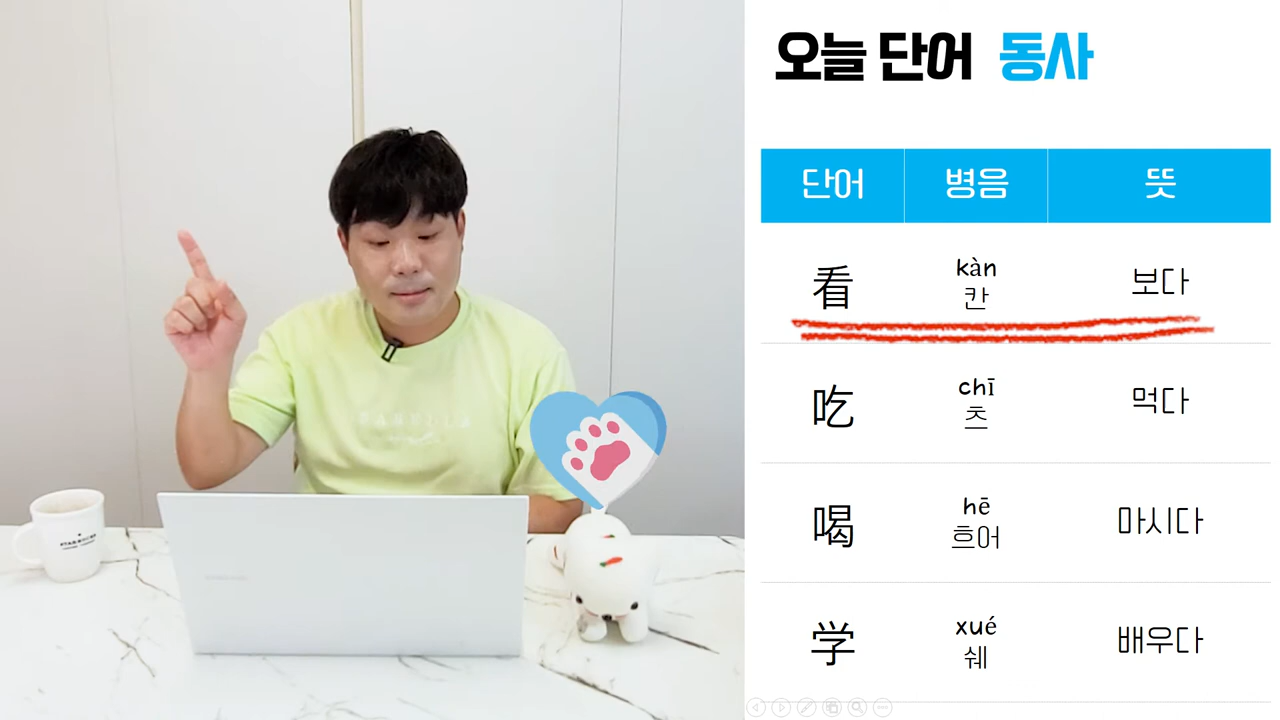 오늘 단어 동사
단어 병음 뜻
看 kàn 보다
칸
吃 chī 먹다
츠
喝 hē 마시다
흐어
学 xué 배우다
쉐